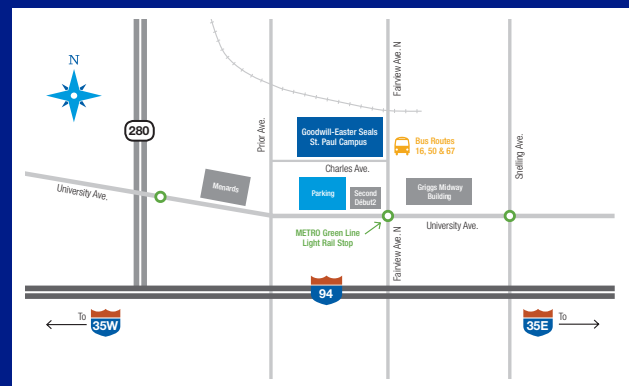 N
280
Prior Ave.
Fairview Ave. N
Snelling Ave.
Goodwill-Easter Seals
St. Paul Campus
Bus Routes
16, 50 & 67
Charles Ave.
University Ave.
Menards
Parking
Second
Début2
Griggs Midway
Building
METRO Green Line
Light Rail Stop
University Ave.
Fairview Ave. N
94
To
35W
To
35E